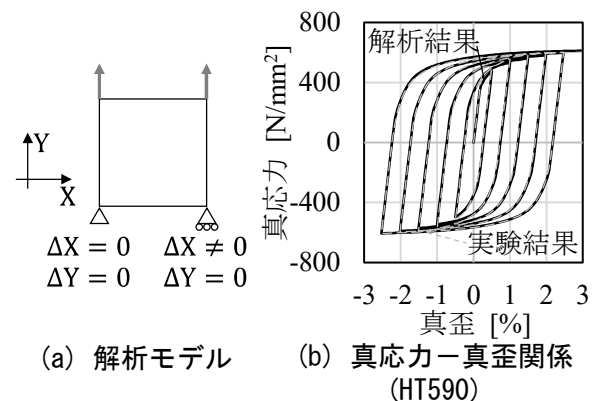 Y
X
ΔX = 0
ΔY = 0
ΔX ≠ 0
ΔY = 0
(a) 解析モデル
真応力 [N/mm²]
800
400
0
-400
-800
解析結果
実験結果
-3 -2 -1 0 1 2 3
真歪 [%]
(b) 真応力－真歪関係
(HT590)